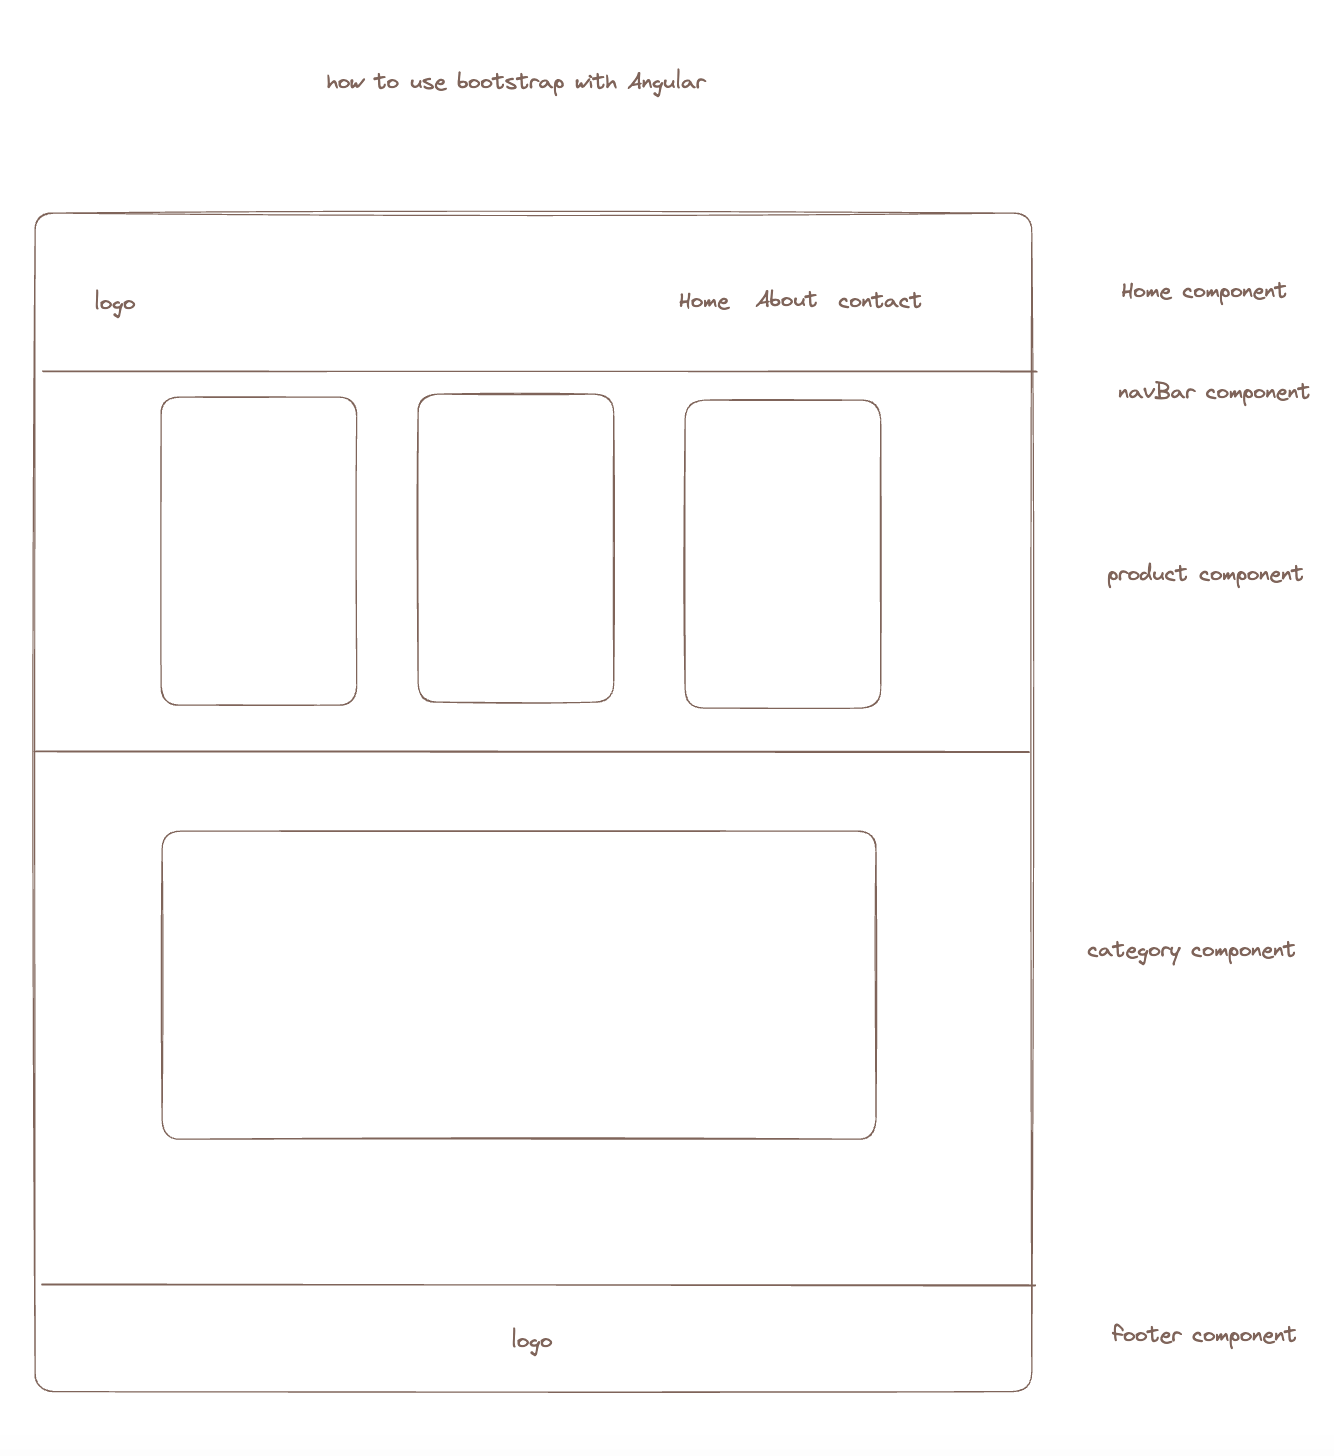 how to use bootstrap with Angular
logo
Home About contact
Home component
navBar component
product component
category component
logo
footer component